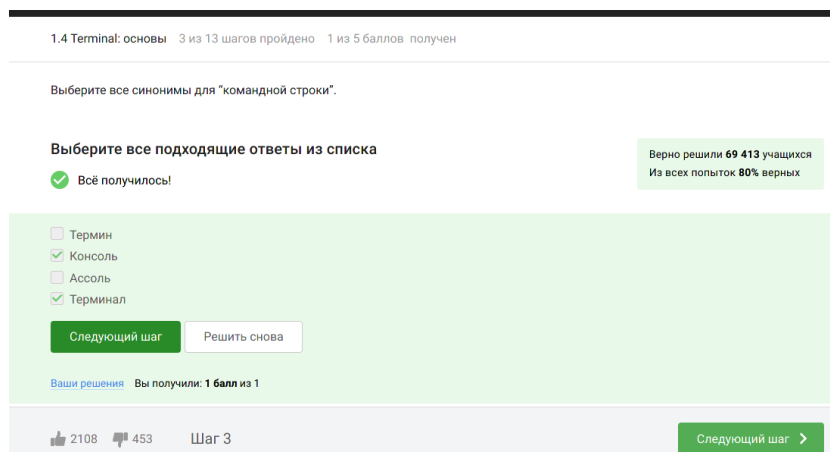 1.4 Terminal: основы 3 из 13 шагов пройдено 1 из 5 баллов получен
Выберите все синонимы для “командной строки”.
Выберите все подходящие ответы из списка
Всё получилось!
Верно решили 69 413 учащихся
Из всех попыток 80% верных
Термин
Консоль
Ассоль
Терминал
Следующий шаг Решить снова
Ваши решения Вы получили: 1 балл из 1
2108 453 Шаг 3 Следующий шаг